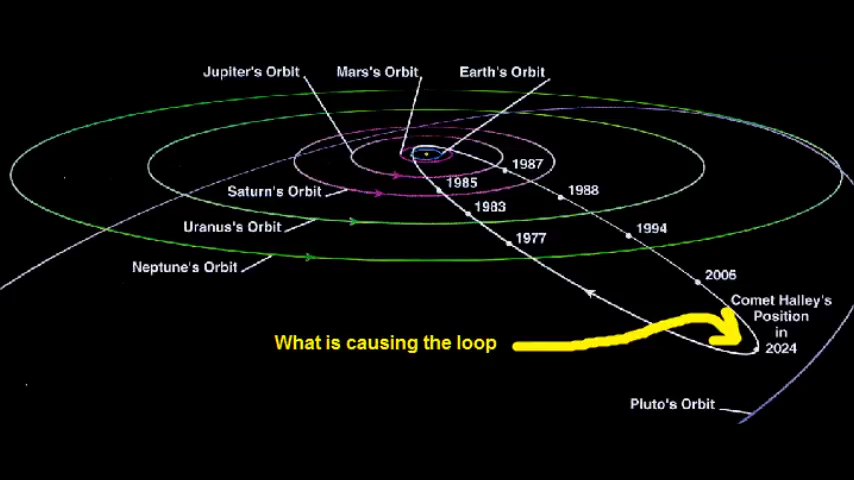 Jupiter's Orbit
Mars's Orbit
Earth's Orbit
1987
1985
Saturn's Orbit
1988
1983
Uranus's Orbit
1994
1977
Neptune's Orbit
2005
Comet Halley's
Position
in
2024
What is causing the loop
Pluto's Orbit